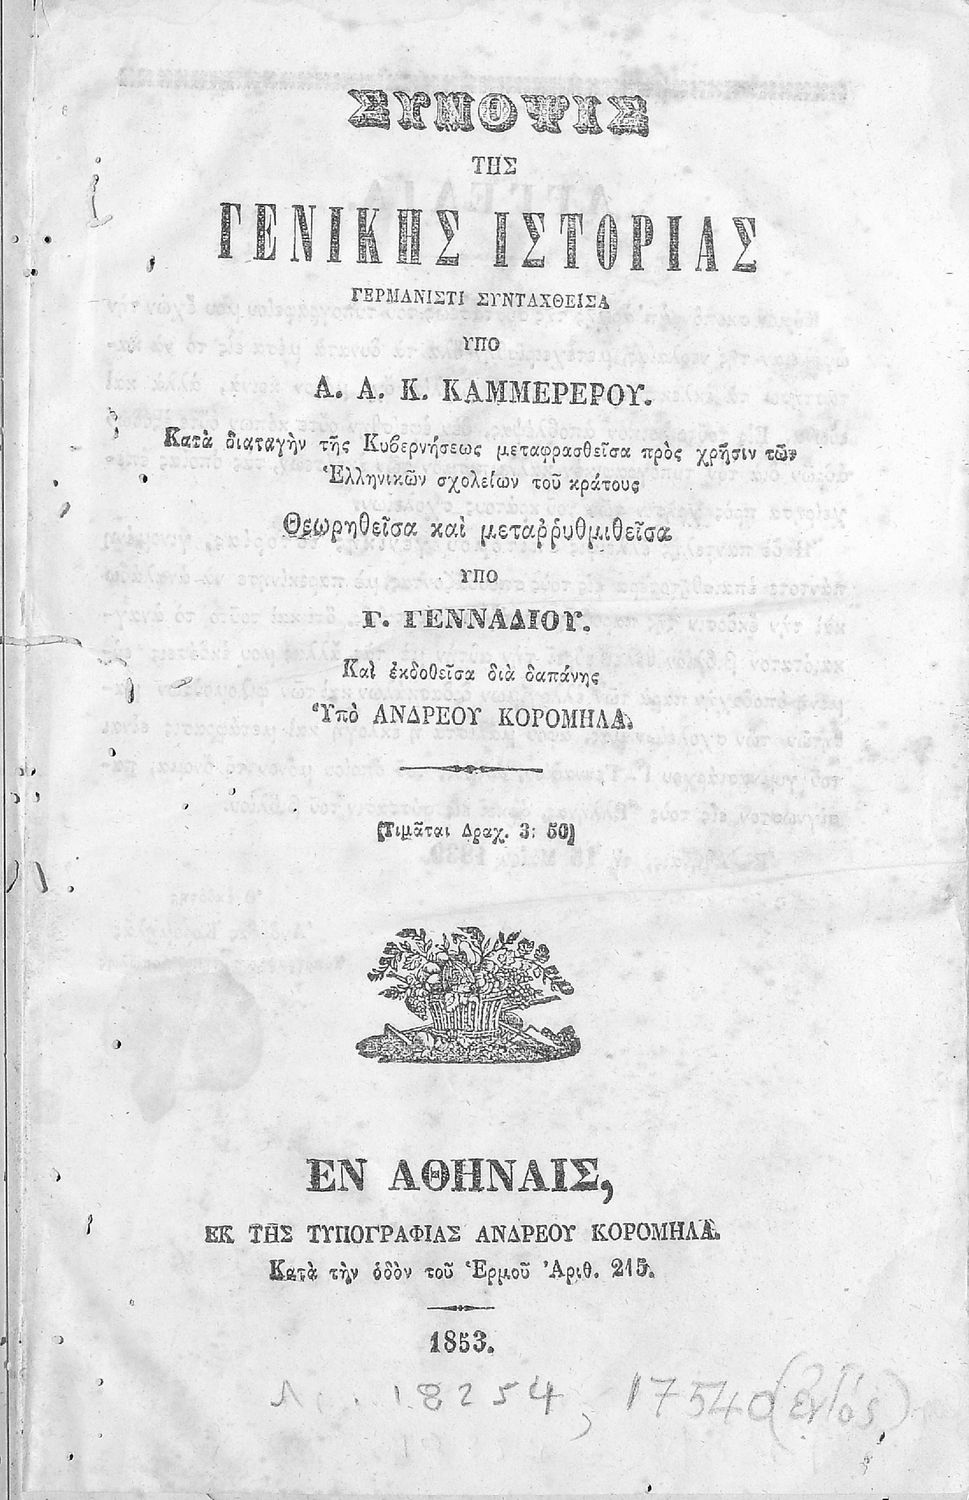 ΣΥΝΟΨΙΣ
ΤΗΣ
ΓΕΝΙΚΗΣ ΙΣΤΟΡΙΑΣ
ΓΕΡΜΑΝΙΣΤΙ ΣΥΝΤΑΧΘΕΙΣΑ
ΥΠΟ
Α. Α. Κ. ΚΑΜΜΕΡΕΡΟΥ.
Κατὰ διαταγὴν τῆς Κυβερνήσεως μεταφρασθεῖσα πρὸς χρῆσιν τῶν
Ἑλληνικῶν σχολείων τοῦ κράτους
Θεωρηθεῖσα καὶ μεταῤῥυθμιθεῖσα
ΥΠΟ
Γ. ΓΕΝΝΑΔΙΟΥ.
Καὶ ἐκδοθεῖσα διὰ δαπάνης
Ὑπὸ ΑΝΔΡΕΟΥ ΚΟΡΟΜΗΛΑ.
[Τιμᾶται Δραχ. 3: 50]
ΕΝ ΑΘΗΝΑΙΣ,
ΕΚ ΤΗΣ ΤΥΠΟΓΡΑΦΙΑΣ ΑΝΔΡΕΟΥ ΚΟΡΟΜΗΛΑ.
Κατὰ τὴν ὁδὸν τοῦ Ἑρμοῦ Ἀριθ. 215.
1853.
18254, 17540 (ἐντός)